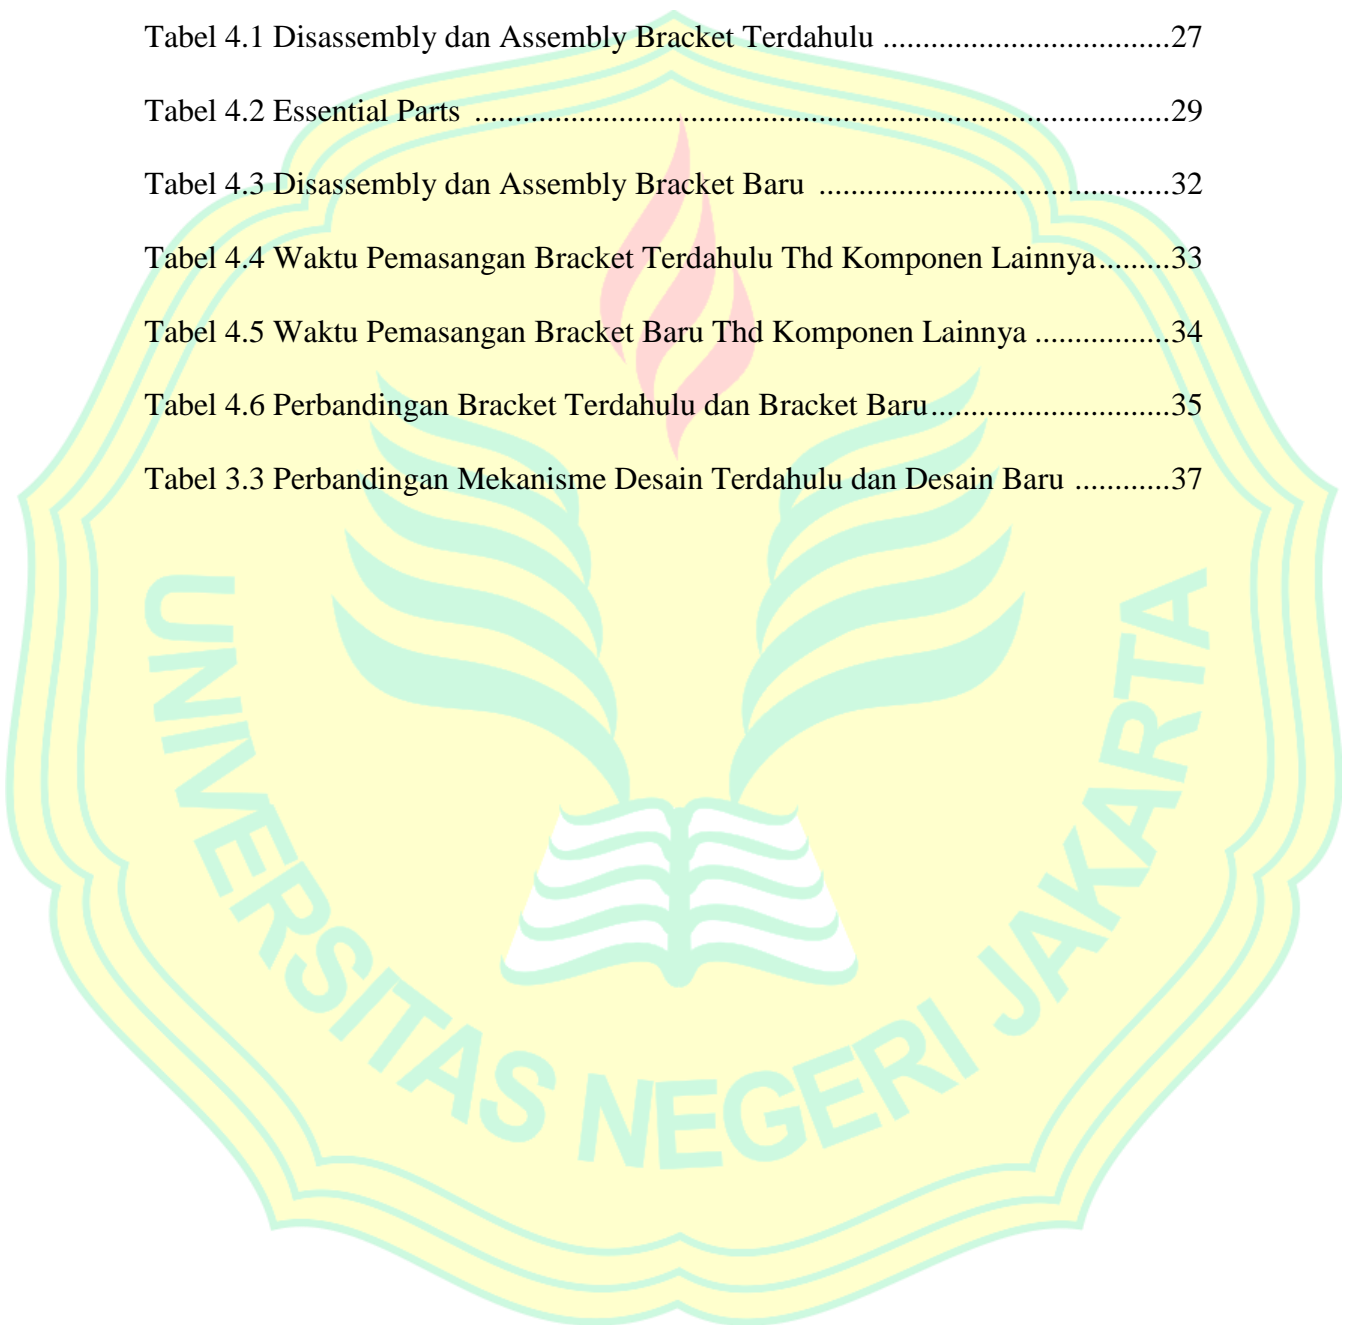 Tabel 4.1 Disassembly dan Assembly Bracket Terdahulu ....................................27
Tabel 4.2 Essential Parts .......................................................................................29
Tabel 4.3 Disassembly dan Assembly Bracket Baru ............................................32
Tabel 4.4 Waktu Pemasangan Bracket Terdahulu Thd Komponen Lainnya.........33
Tabel 4.5 Waktu Pemasangan Bracket Baru Thd Komponen Lainnya .................34
Tabel 4.6 Perbandingan Bracket Terdahulu dan Bracket Baru..............................35
Tabel 3.3 Perbandingan Mekanisme Desain Terdahulu dan Desain Baru ............37
UNIVERSITAS NEGERI JAKARTA